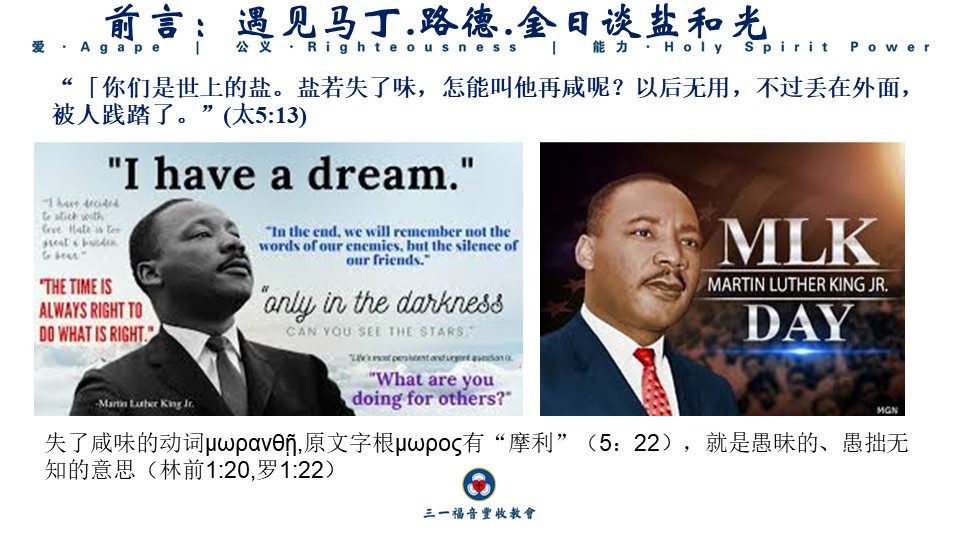 前言：遇见马丁.路德.金日谈盐和光
爱 · Agape | 公义 · Righteousness | 能力 · Holy Spirit Power
“「你们是世上的盐。盐若失了味，怎能叫他再咸呢？以后无用，不过丢在外面，
被人践踏了。”(太5:13)
"I have a dream."
"I have decided
to stick with
love. Hate is too
great a burden
to bear."
"THE TIME IS
ALWAYS RIGHT TO
DO WHAT IS RIGHT."
"In the end, we will remember not the
words of our enemies, but the silence of
our friends."
"only in the darkness
CAN YOU SEE THE STARS."
"Life's most persistent and urgent question is,
"What are you
doing for others?"
-Martin Luther King Jr.
MLK
MARTIN LUTHER KING JR.
DAY
MGN
失了咸味的动词μωρανθῇ,原文字根μωρος有“摩利”（5：22），就是愚昧的、愚拙无
知的意思（林前1:20,罗1:22）
三一福音豐收教會